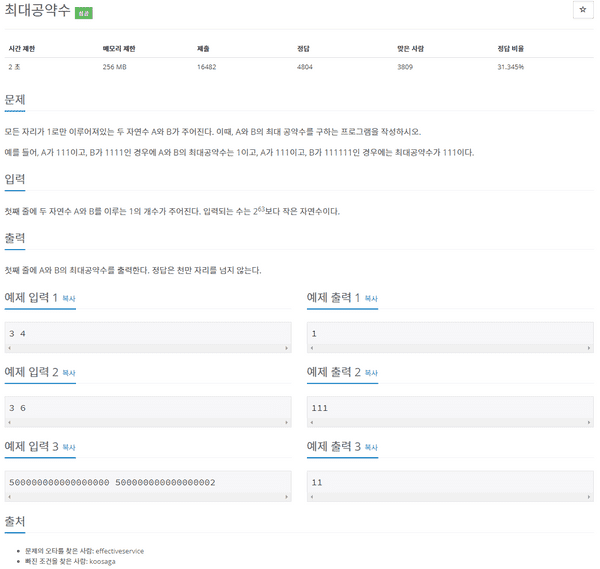 최대공약수 성공
☆
시간 제한 메모리 제한 제출 정답 맞은 사람 정답 비율
2 초 256 MB 16482 4804 3809 31.345%
문제
모든 자리가 1로만 이루어져있는 두 자연수 A와 B가 주어진다. 이때, A와 B의 최대 공약수를 구하는 프로그램을 작성하시오.
예를 들어, A가 111이고, B가 1111인 경우에 A와 B의 최대공약수는 1이고, A가 111이고, B가 111111인 경우에는 최대공약수가 111이다.
입력
첫째 줄에 두 자연수 A와 B를 이루는 1의 개수가 주어진다. 입력되는 수는 2^63보다 작은 자연수이다.
출력
첫째 줄에 A와 B의 최대공약수를 출력한다. 정답은 천만 자리를 넘지 않는다.
예제 입력 1 복사
3 4
예제 출력 1 복사
1
예제 입력 2 복사
3 6
예제 출력 2 복사
111
예제 입력 3 복사
500000000000000000 500000000000000002
예제 출력 3 복사
11
출처
문제의 오타를 찾은 사람: effectiveservice
빠진 조건을 찾은 사람: koosaga